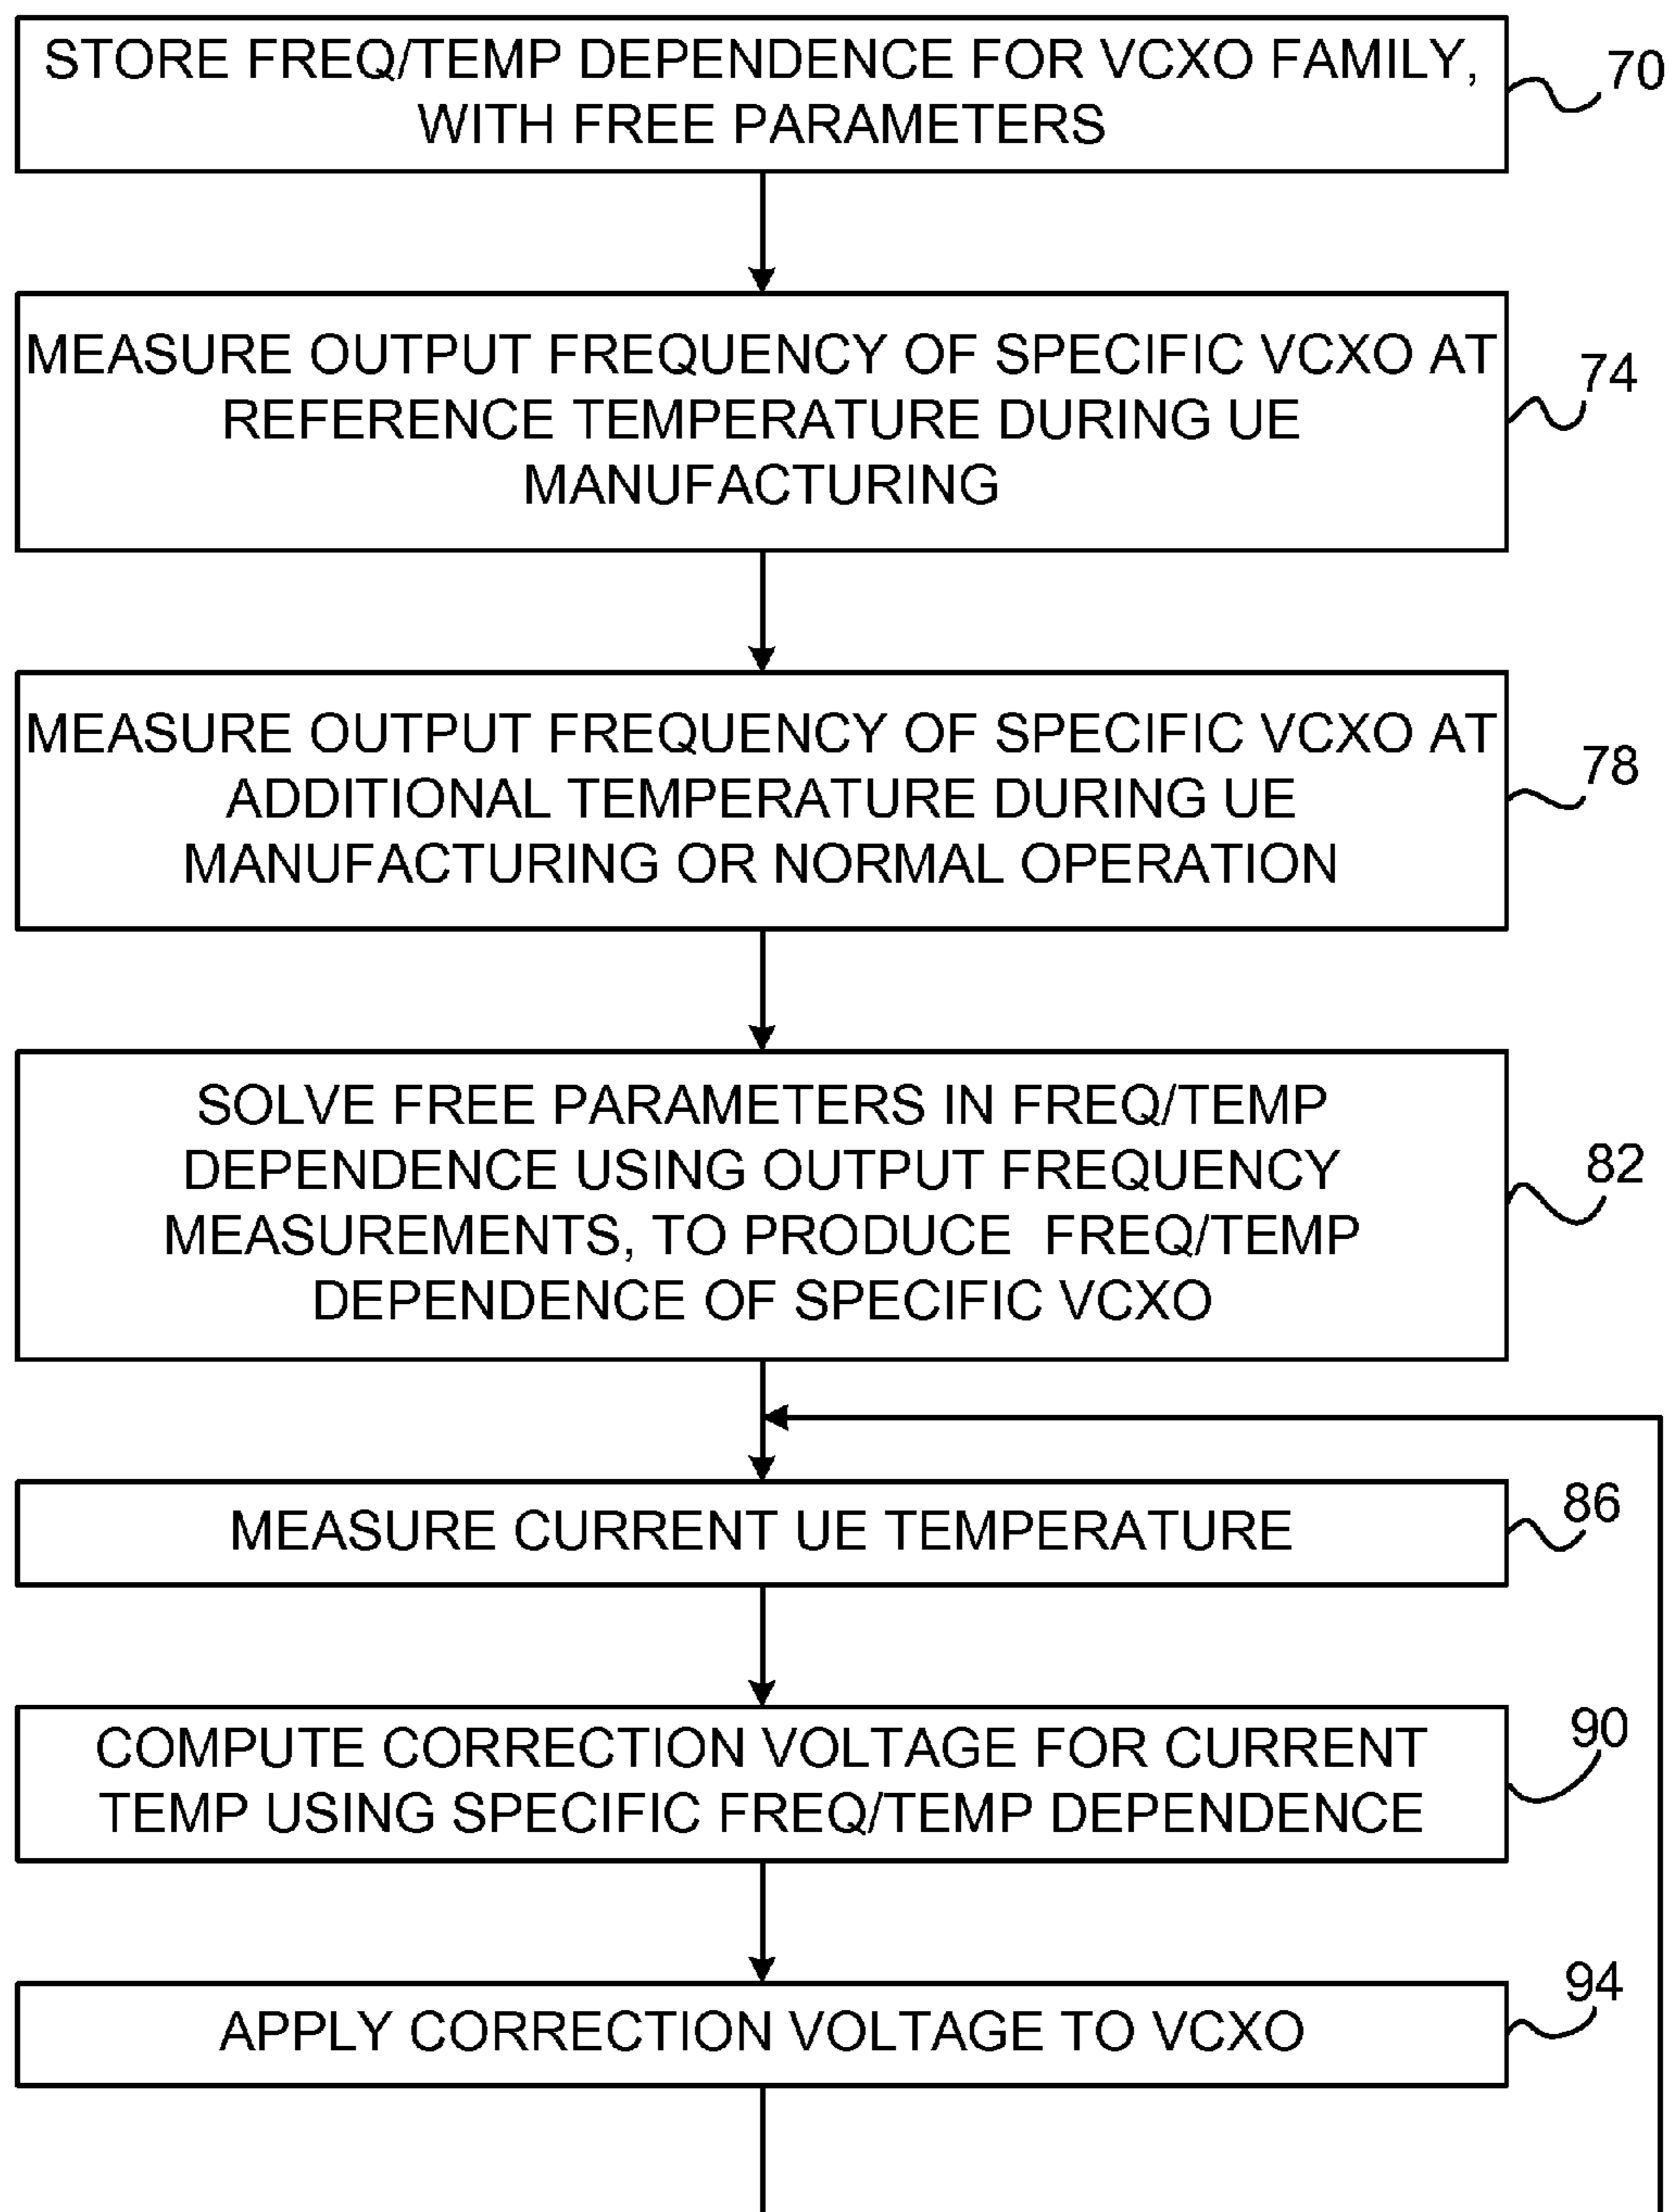 STORE FREQ/TEMP DEPENDENCE FOR VCXO FAMILY,
WITH FREE PARAMETERS
70
MEASURE OUTPUT FREQUENCY OF SPECIFIC VCXO AT
REFERENCE TEMPERATURE DURING UE
MANUFACTURING
74
MEASURE OUTPUT FREQUENCY OF SPECIFIC VCXO AT
ADDITIONAL TEMPERATURE DURING UE
MANUFACTURING OR NORMAL OPERATION
78
SOLVE FREE PARAMETERS IN FREQ/TEMP
DEPENDENCE USING OUTPUT FREQUENCY
MEASUREMENTS, TO PRODUCE FREQ/TEMP
DEPENDENCE OF SPECIFIC VCXO
82
MEASURE CURRENT UE TEMPERATURE
86
COMPUTE CORRECTION VOLTAGE FOR CURRENT
TEMP USING SPECIFIC FREQ/TEMP DEPENDENCE
90
APPLY CORRECTION VOLTAGE TO VCXO
94